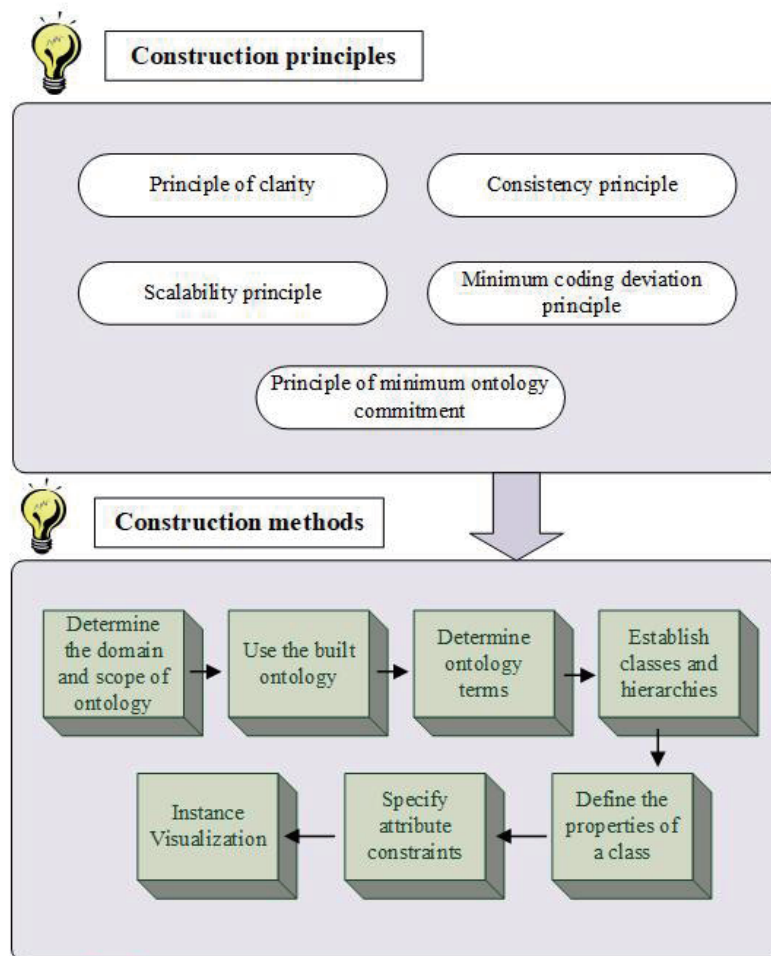 Construction principles
Principle of clarity
Consistency principle
Scalability principle
Minimum coding deviation
principle
Principle of minimum ontology
commitment
Construction methods
Determine
the domain
and scope of
ontology
Use the built
ontology
Determine
ontology
terms
Establish
classes and
hierarchies
Define the
properties of
a class
Specify
attribute
constraints
Instance
Visualization